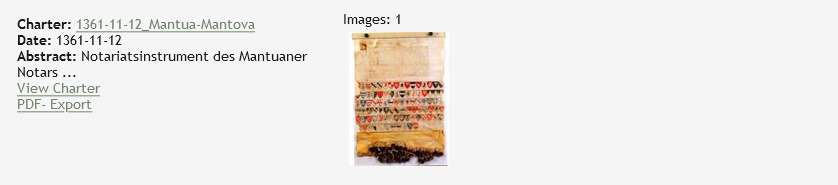 Charter: 1361-11-12_Mantua-Mantova
Date: 1361-11-12
Abstract: Notariatsinstrument des Mantuaner
Notars ...
View Charter
PDF- Export
Images: 1